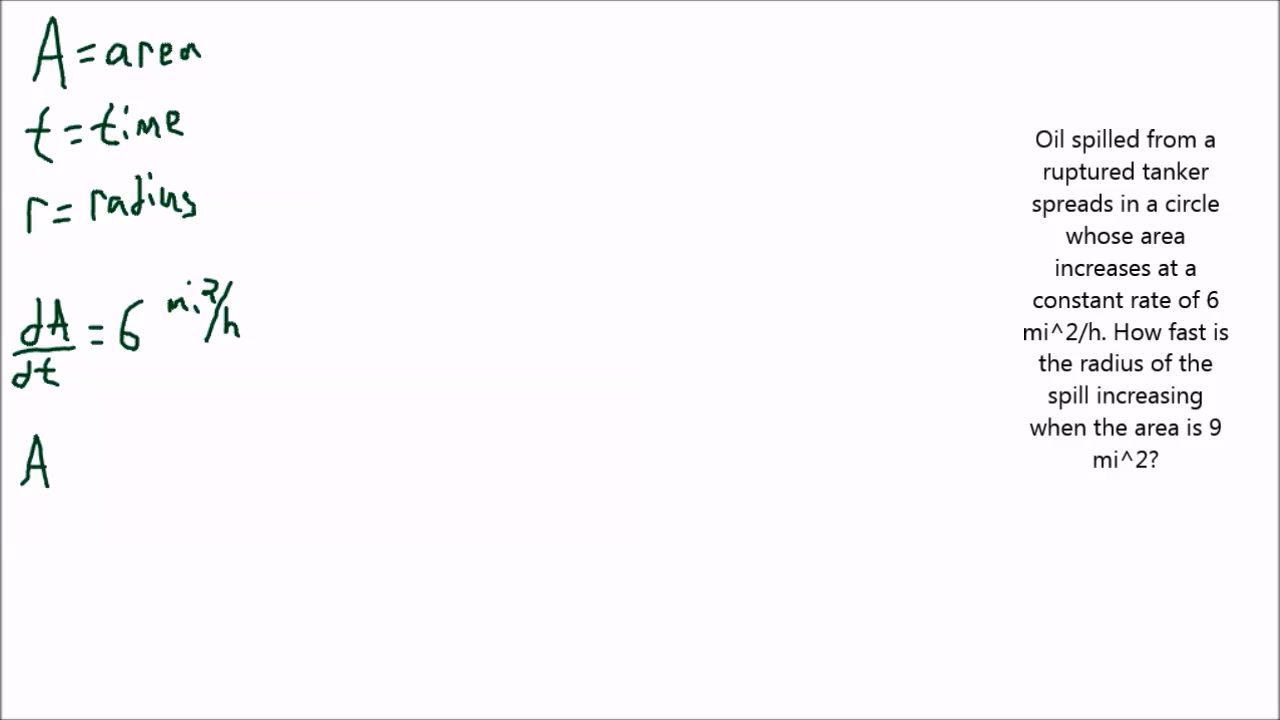 A = area
t = time
r = radius
dA/dt = 6 mi²/h
A
Oil spilled from a
ruptured tanker
spreads in a circle
whose area
increases at a
constant rate of 6
mi^2/h. How fast is
the radius of the
spill increasing
when the area is 9
mi^2?